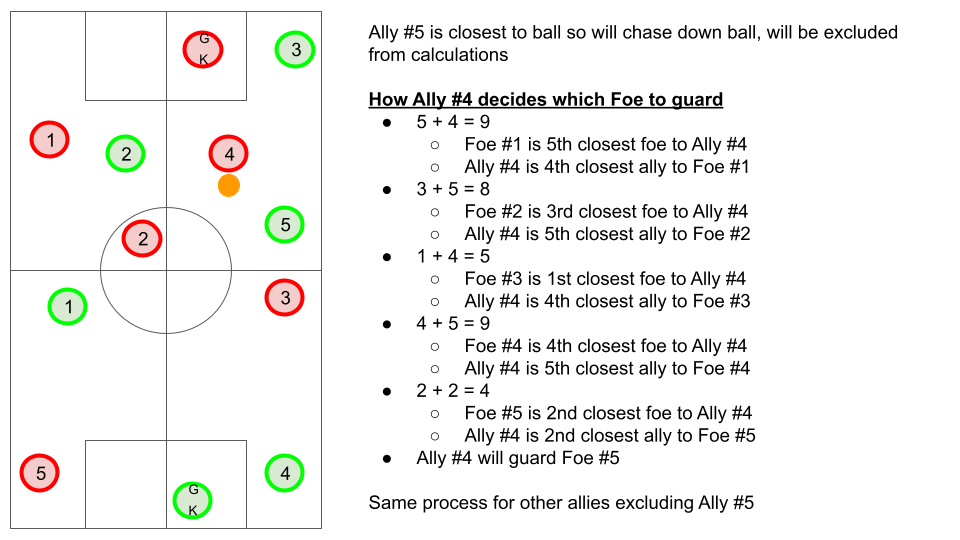 G
K
3
1
2
4
5
2
1
3
5
4
G
K
Ally #5 is closest to ball so will chase down ball, will be excluded
from calculations
How Ally #4 decides which Foe to guard
● 5 + 4 = 9
○ Foe #1 is 5th closest foe to Ally #4
○ Ally #4 is 4th closest ally to Foe #1
● 3 + 5 = 8
○ Foe #2 is 3rd closest foe to Ally #4
○ Ally #4 is 5th closest ally to Foe #2
● 1 + 4 = 5
○ Foe #3 is 1st closest foe to Ally #4
○ Ally #4 is 4th closest ally to Foe #3
● 4 + 5 = 9
○ Foe #4 is 4th closest foe to Ally #4
○ Ally #4 is 5th closest ally to Foe #4
● 2 + 2 = 4
○ Foe #5 is 2nd closest foe to Ally #4
○ Ally #4 is 2nd closest ally to Foe #5
● Ally #4 will guard Foe #5
Same process for other allies excluding Ally #5